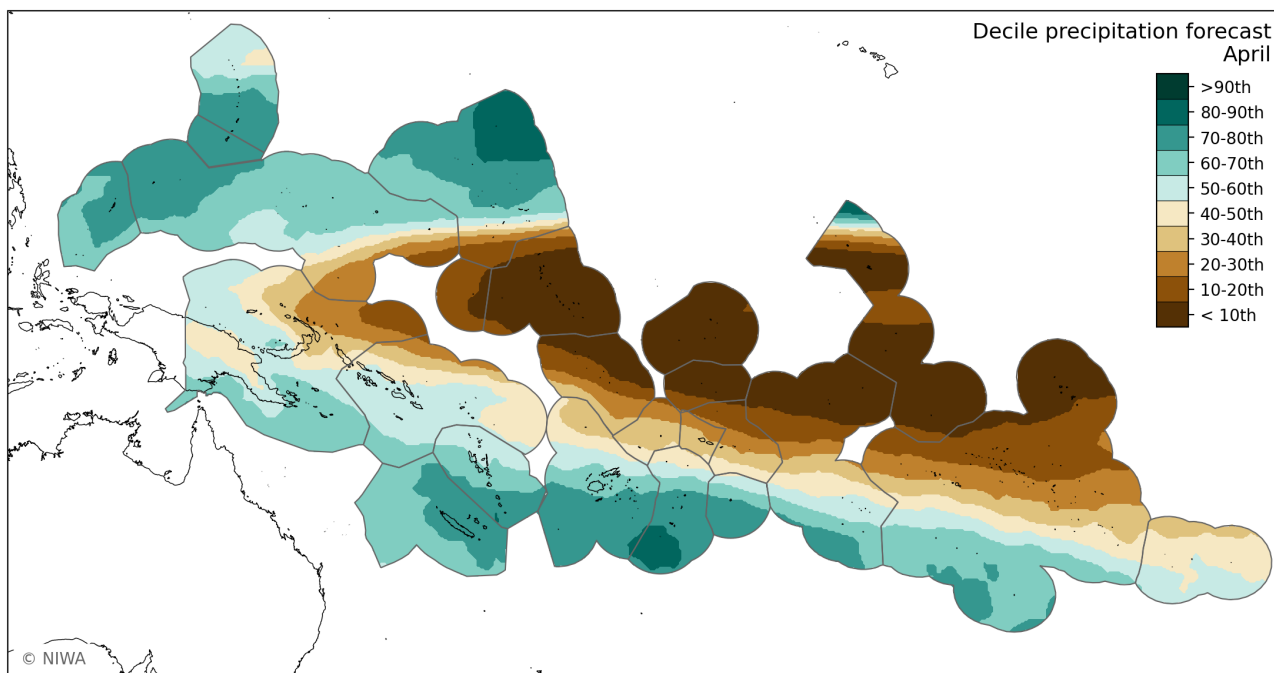 Decile precipitation forecast
April
>90th
80-90th
70-80th
60-70th
50-60th
40-50th
30-40th
20-30th
10-20th
< 10th
© NIWA